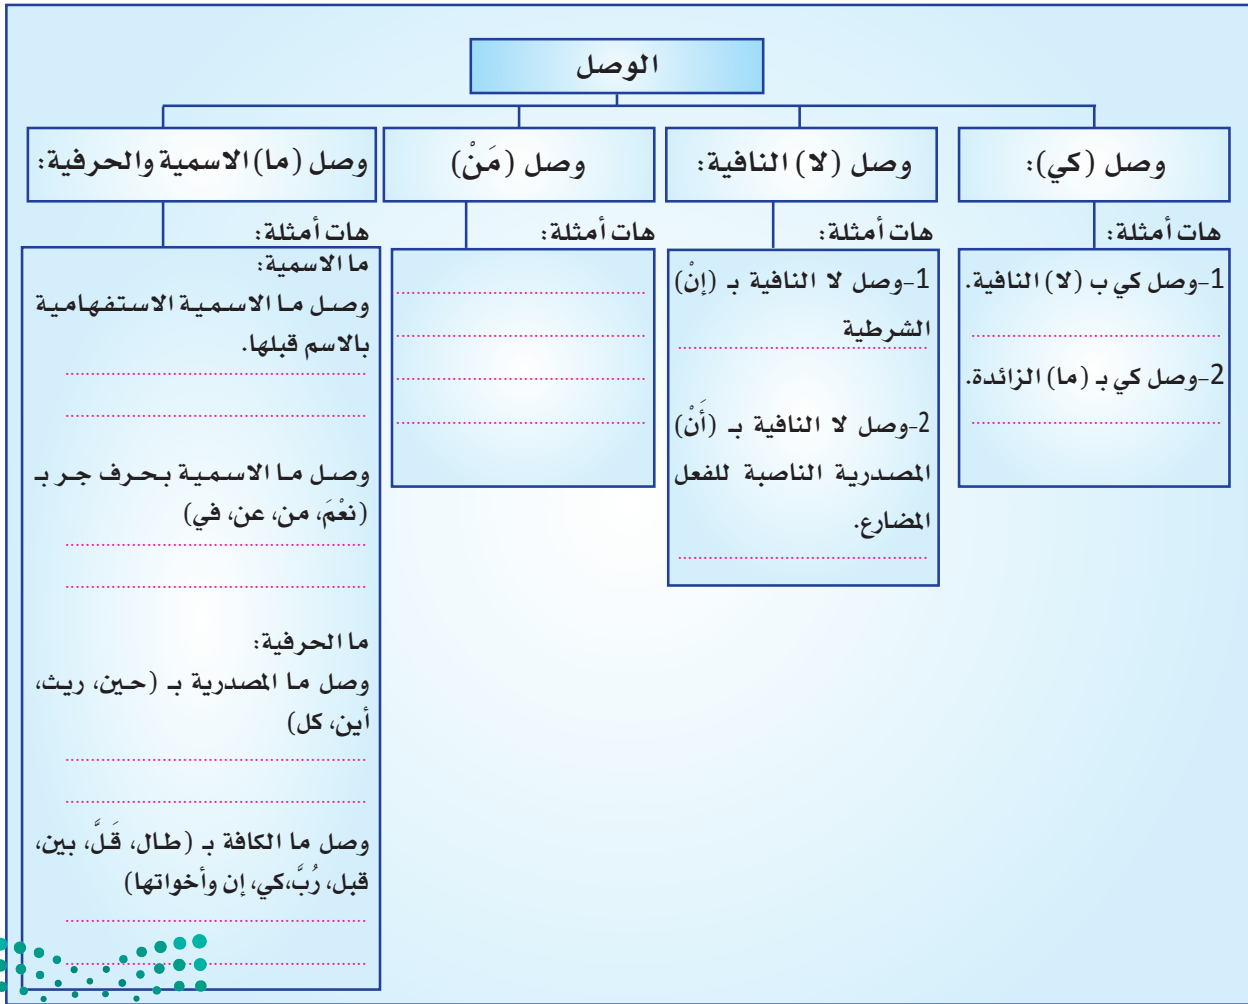 الوصل
وصل (كي):
هات أمثلة:
1-وصل كي ب (لا) النافية.
2-وصل كي بـ (ما) الزائدة.
وصل (لا) النافية:
هات أمثلة:
1-وصل لا النافية بـ (إنْ)
الشرطية
2-وصل لا النافية بـ (أَنْ)
المصدرية الناصبة للفعل
المضارع.
وصل (مَنْ)
هات أمثلة:
وصل (ما) الاسمية والحرفية:
هات أمثلة:
ما الاسمية:
وصل ما الاسمية الاستفهامية
بالاسم قبلها.
وصل ما الاسمية بحرف جر بـ
(نعْمَ، من، عن، في)
ما الحرفية:
وصل ما المصدرية بـ (حين، ريث،
أين، كل)
وصل ما الكافة بـ (طال، قَلَّ، بين،
قبل، رُبَّ،كي، إن وأخواتها)